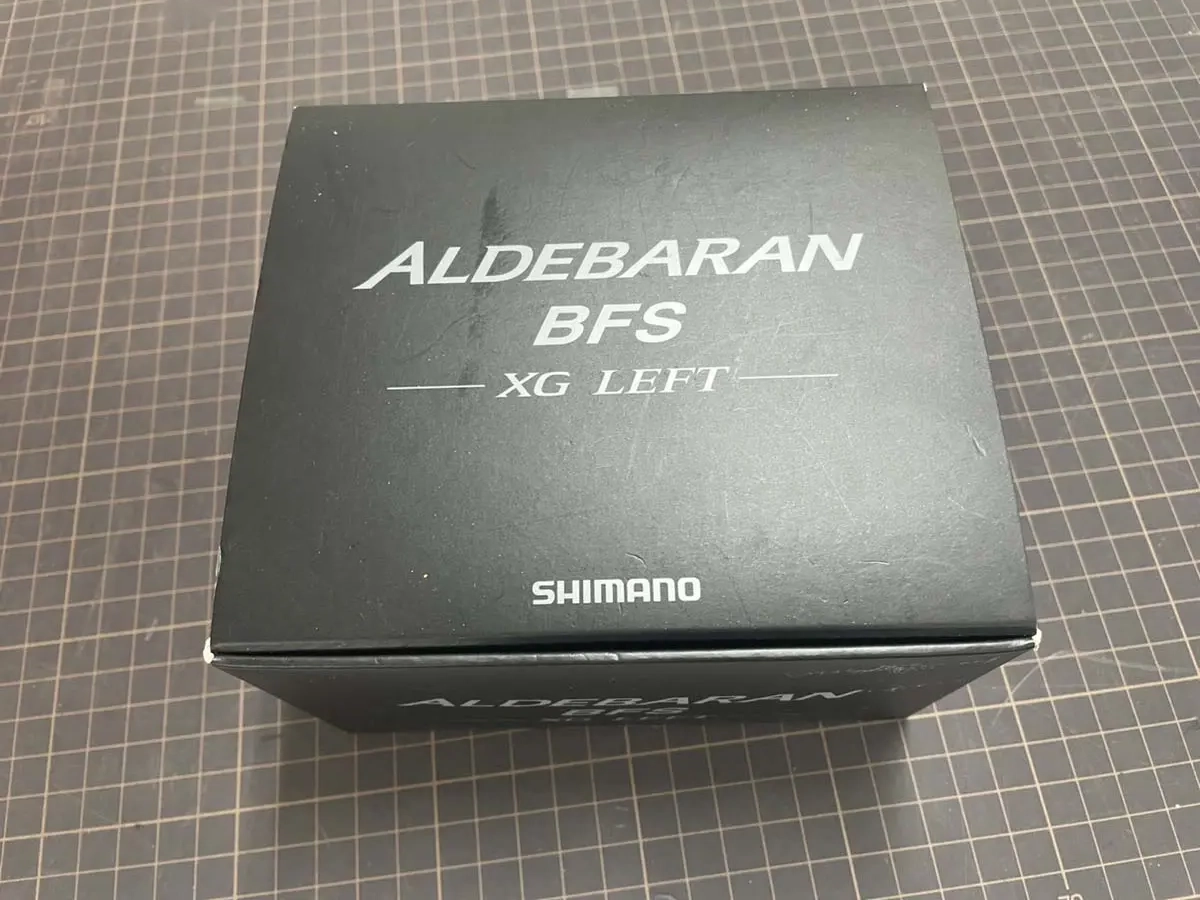 ALDEBARAN
BFS
XG LEFT
SHIMANO
ALDEBARAN
BFS